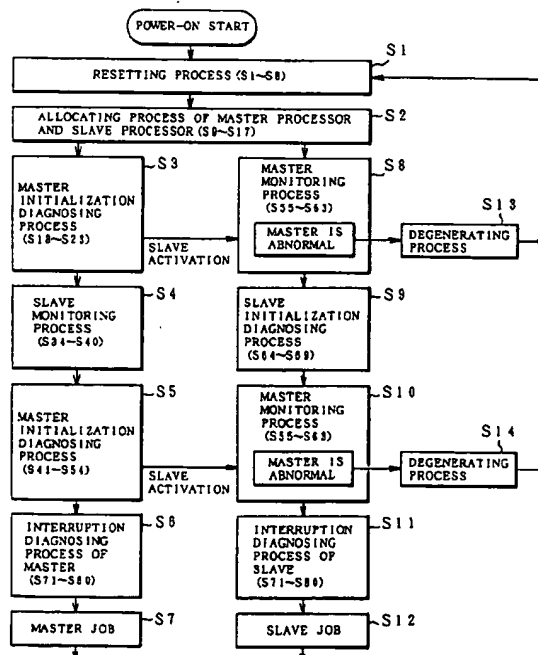 POWER-ON START
S1
RESETTING PROCESS (S1~S8)
S2
ALLOCATING PROCESS OF MASTER PROCESSOR
AND SLAVE PROCESSOR (S9~S17)
S3
MASTER
INITIALIZATION
DIAGNOSING
PROCESS
(S18~S23)
SLAVE
ACTIVATION
S8
MASTER
MONITORING
PROCESS
(S55~S63)
MASTER IS
ABNORMAL
S13
DEGENERATING
PROCESS
S4
SLAVE
MONITORING
PROCESS
(S34~S40)
S9
SLAVE
INITIALIZATION
DIAGNOSING
PROCESS
(S64~S69)
S5
MASTER
INITIALIZATION
DIAGNOSING
PROCESS
(S41~S54)
SLAVE
ACTIVATION
S10
MASTER
MONITORING
PROCESS
(S55~S63)
MASTER IS
ABNORMAL
S14
DEGENERATING
PROCESS
S6
INTERRUPTION
DIAGNOSING
PROCESS OF
MASTER
(S71~S80)
S11
INTERRUPTION
DIAGNOSING
PROCESS OF
SLAVE
(S71~S80)
S7
MASTER JOB
S12
SLAVE JOB